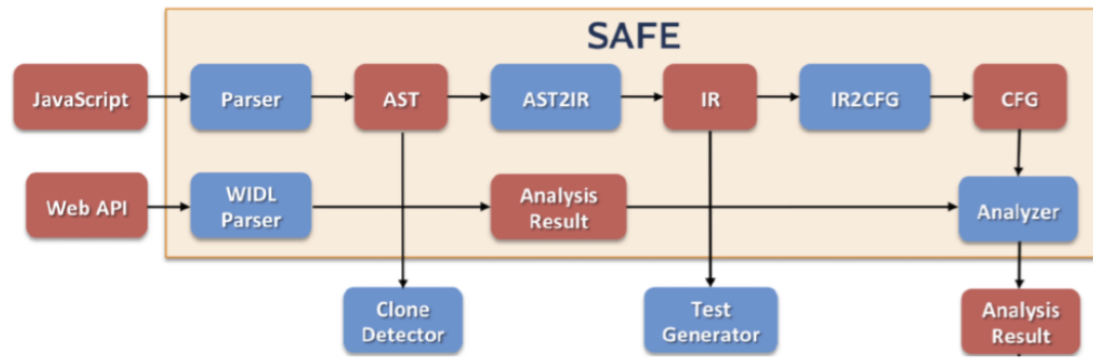 SAFE
JavaScript
Parser
AST
AST2IR
IR
IR2CFG
CFG
Web API
WIDL
Parser
Analysis
Result
Analyzer
Clone
Detector
Test
Generator
Analysis
Result